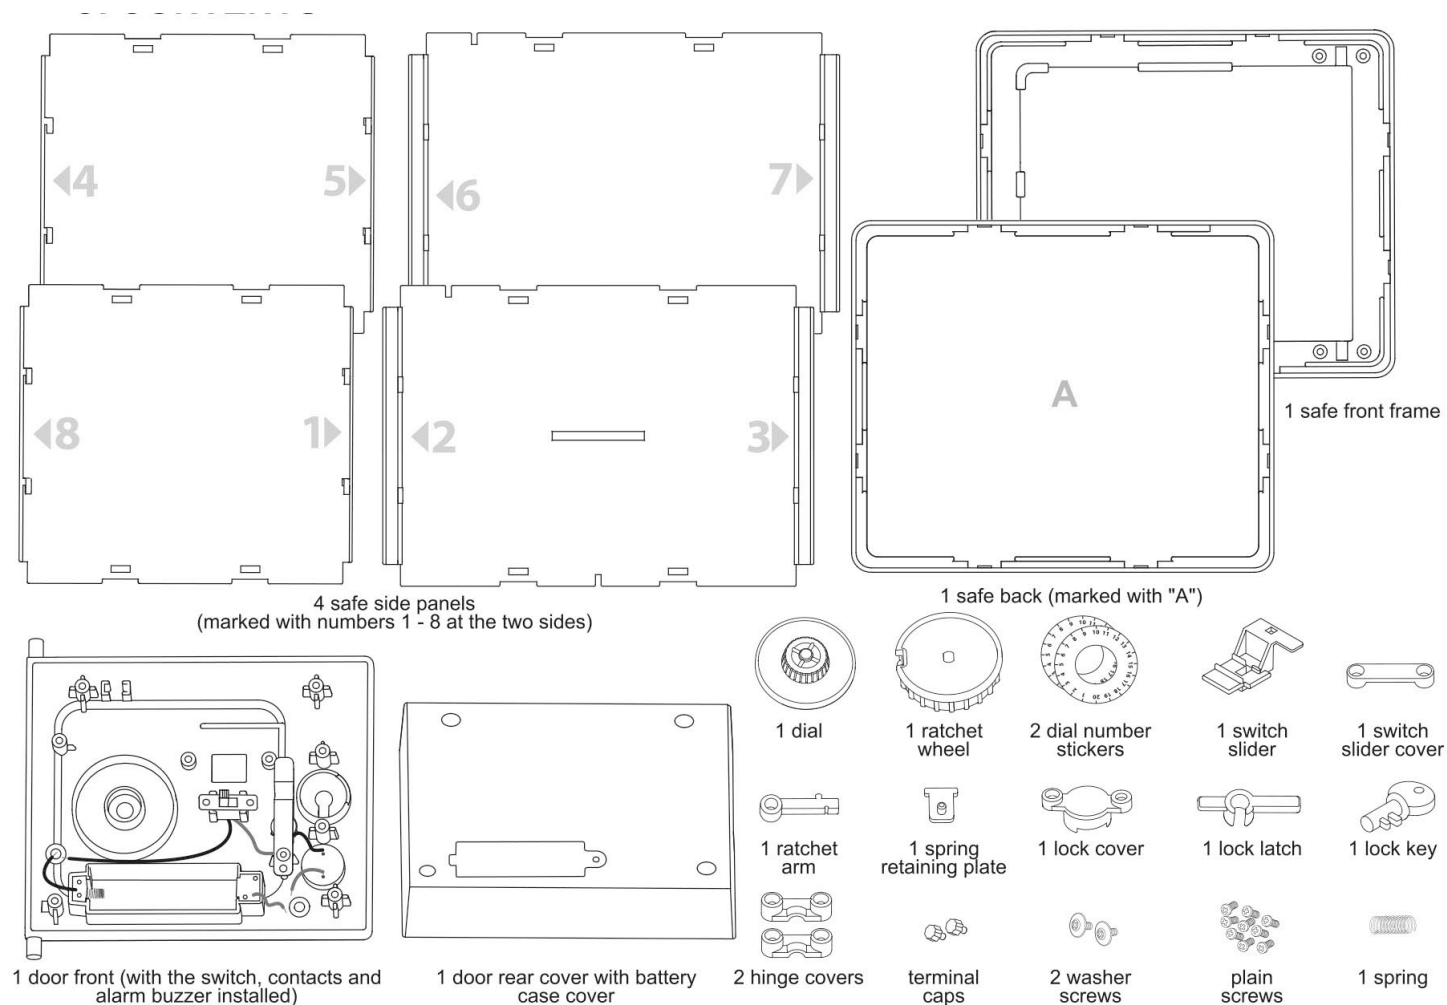 4
5
6
7
8
1
2
3
A
1 safe front frame
4 safe side panels
(marked with numbers 1 - 8 at the two sides)
1 safe back (marked with "A")
1 dial
1 ratchet
wheel
2 dial number
stickers
1 switch
slider
1 switch
slider cover
1 ratchet
arm
1 spring
retaining plate
1 lock cover
1 lock latch
1 lock key
1 door front (with the switch, contacts and
alarm buzzer installed)
1 door rear cover with battery
case cover
2 hinge covers
terminal
caps
2 washer
screws
plain
screws
1 spring